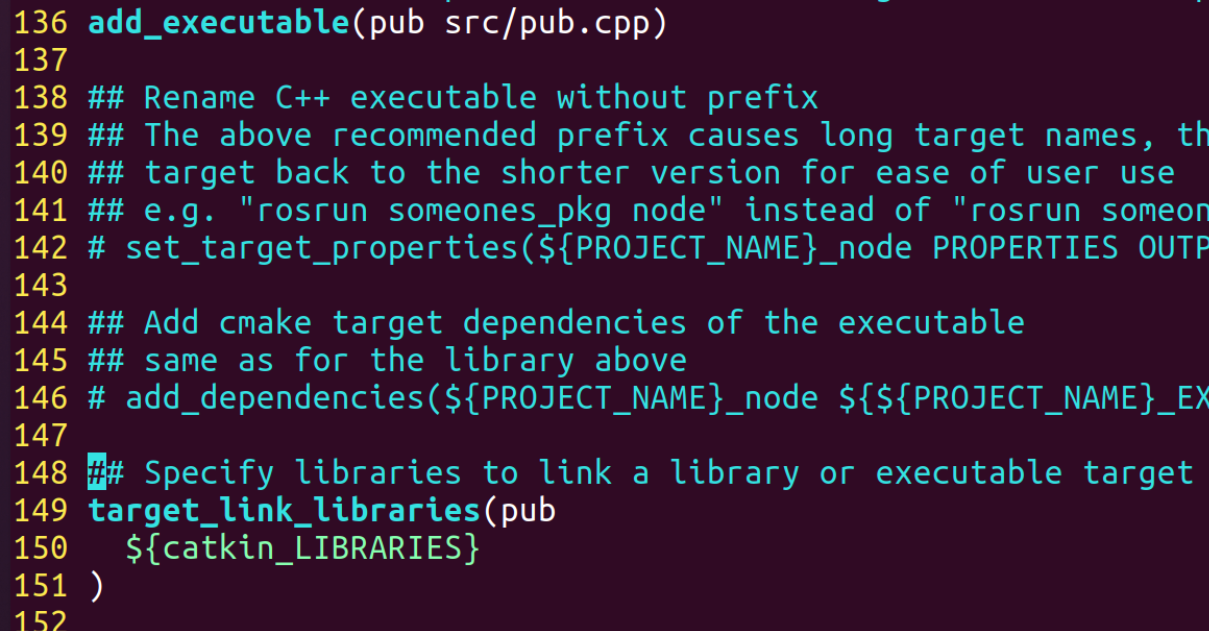 136 add_executable(pub src/pub.cpp)
137
138 ## Rename C++ executable without prefix
139 ## The above recommended prefix causes long target names, th
140 ## target back to the shorter version for ease of user use
141 ## e.g. "rosrun someones_pkg node" instead of "rosrun someon
142 # set_target_properties(${PROJECT_NAME}_node PROPERTIES OUTP
143
144 ## Add cmake target dependencies of the executable
145 ## same as for the library above
146 # add_dependencies(${PROJECT_NAME}_node ${${PROJECT_NAME}_EX
147
148 ## Specify libraries to link a library or executable target
149 target_link_libraries(pub
150   ${catkin_LIBRARIES}
151 )
152